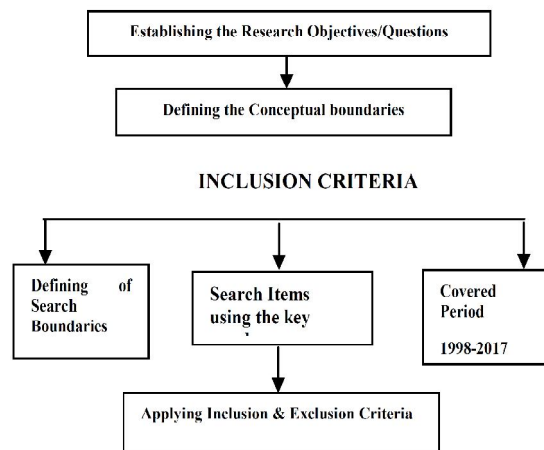 Establishing the Research Objectives/Questions
Defining the Conceptual boundaries
INCLUSION CRITERIA
Defining of
Search
Boundaries
Search Items
using the key
Covered
Period
1998-2017
Applying Inclusion & Exclusion Criteria